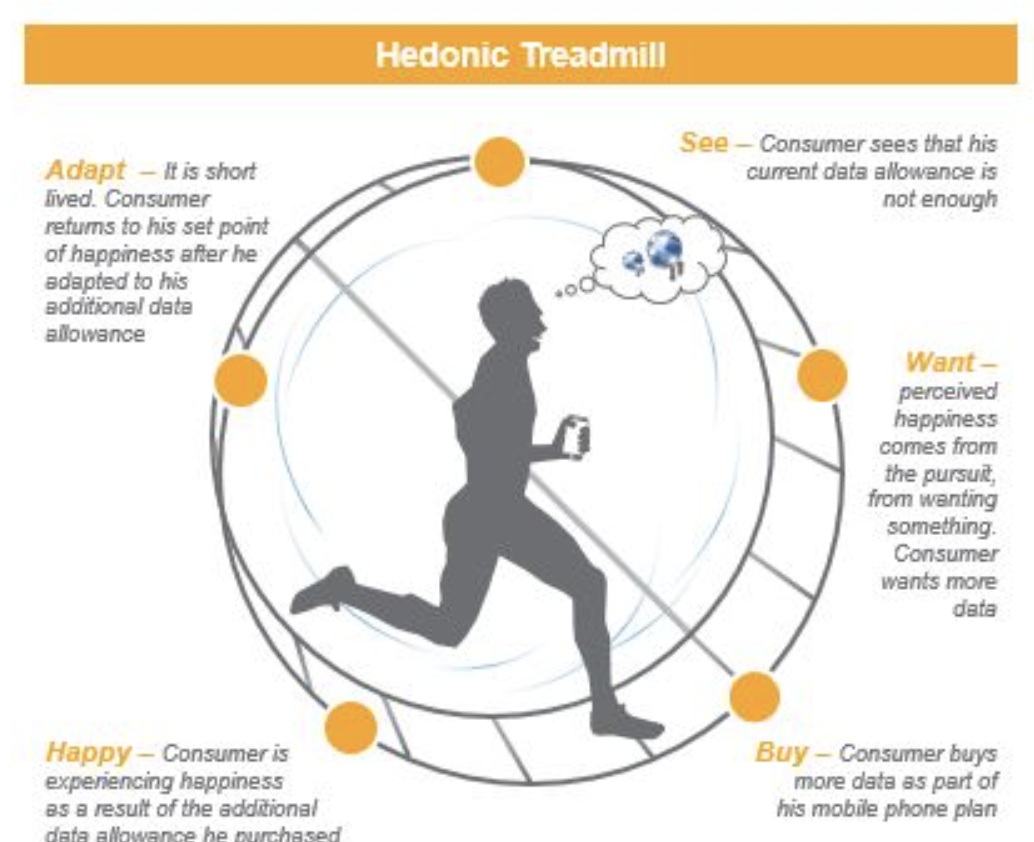 Hedonic Treadmill
See – Consumer sees that his
current data allowance is
not enough
Want –
perceived
happiness
comes from
the pursuit,
from wanting
something.
Consumer
wants more
data
Buy – Consumer buys
more data as part of
his mobile phone plan
Happy – Consumer is
experiencing happiness
as a result of the additional
data allowance he purchased
Adapt – It is short
lived. Consumer
returns to his set point
of happiness after he
adapted to his
additional data
allowance